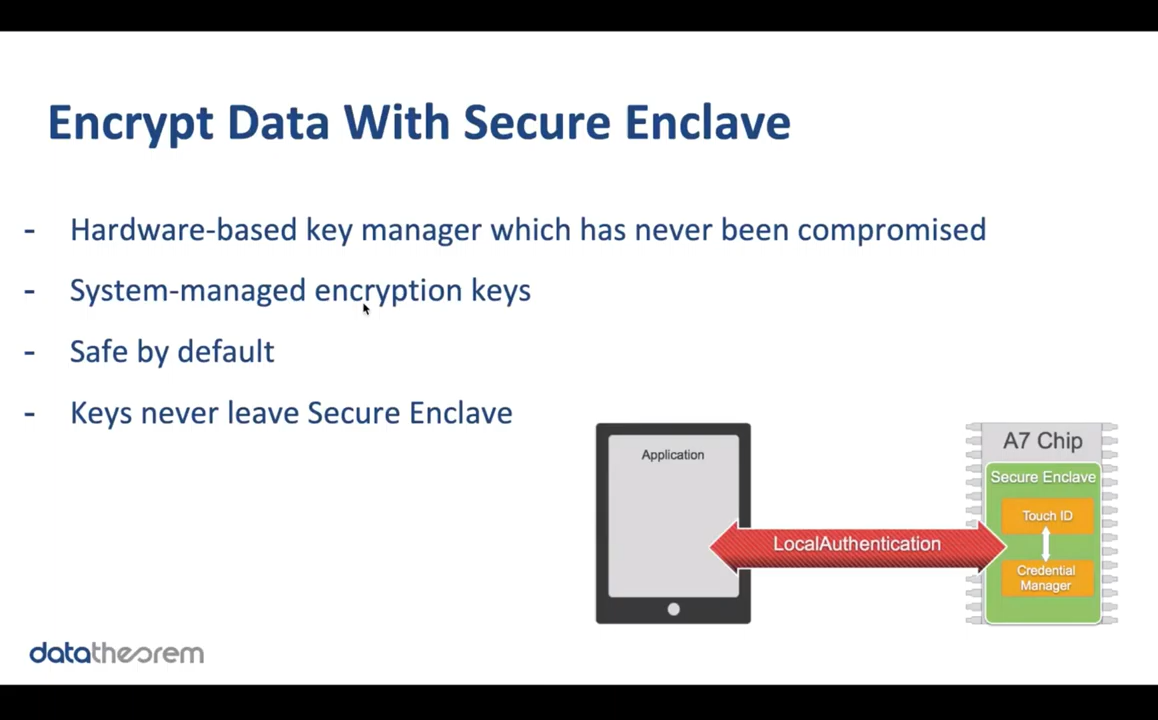 Encrypt Data With Secure Enclave
- Hardware-based key manager which has never been compromised
- System-managed encryption keys
- Safe by default
- Keys never leave Secure Enclave
Application
LocalAuthentication
A7 Chip
Secure Enclave
Touch ID
Credential
Manager
datatheorem